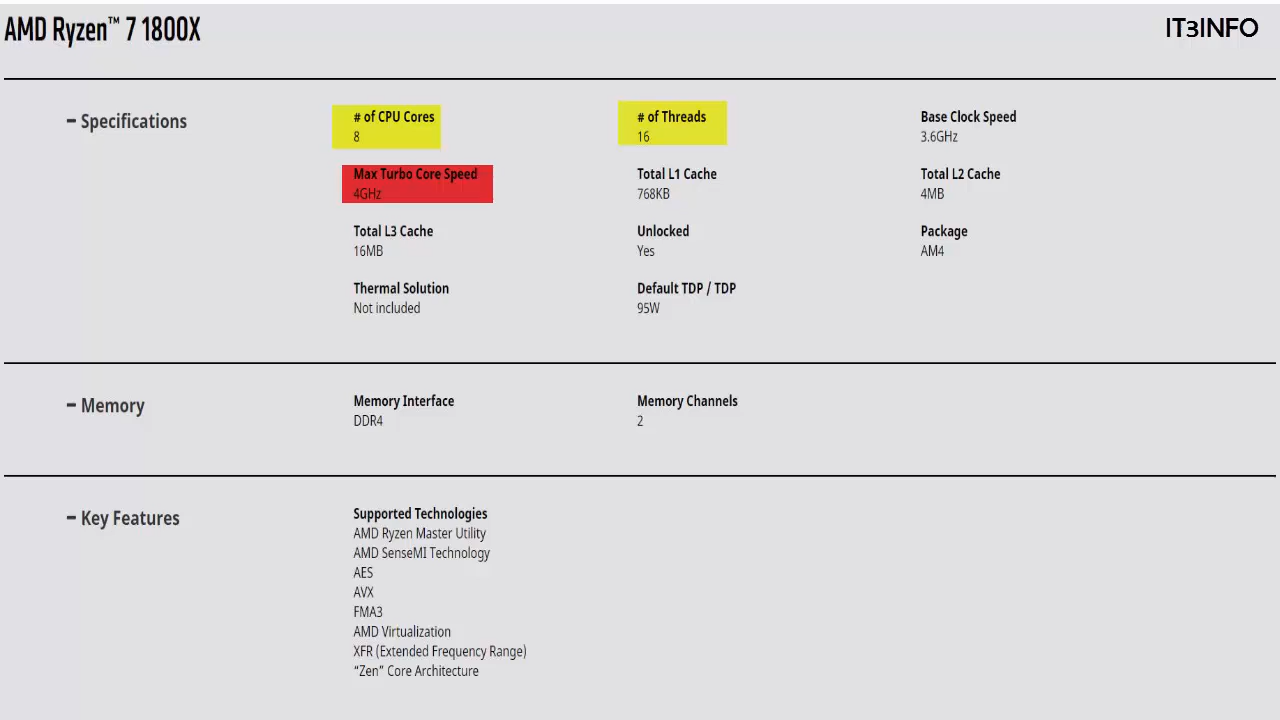 AMD Ryzen™ 7 1800X
ITɜINFO
− Specifications
# of CPU Cores
8
# of Threads
16
Base Clock Speed
3.6GHz
Max Turbo Core Speed
4GHz
Total L1 Cache
768KB
Total L2 Cache
4MB
Total L3 Cache
16MB
Unlocked
Yes
Package
AM4
Thermal Solution
Not included
Default TDP / TDP
95W
− Memory
Memory Interface
DDR4
Memory Channels
2
− Key Features
Supported Technologies
AMD Ryzen Master Utility
AMD SenseMI Technology
AES
AVX
FMA3
AMD Virtualization
XFR (Extended Frequency Range)
“Zen” Core Architecture